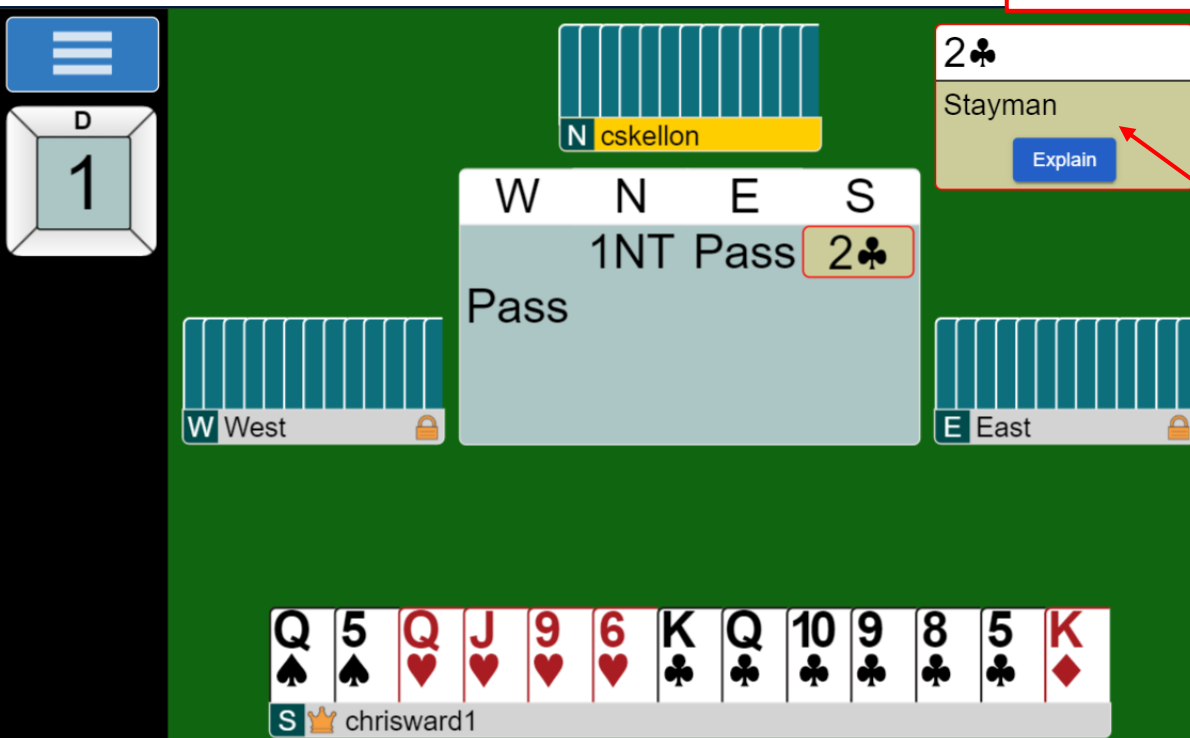 D
1
N cskellon
2♣
Stayman
Explain
W N E S
1NT Pass 2♣
Pass
W West
E East
Q 5 Q J 9 6 K Q 10 9 8 5 K
♠ ♠ ♥ ♥ ♥ ♥ ♣ ♣ ♣ ♣ ♣ ♣ ♦
S chrisward1